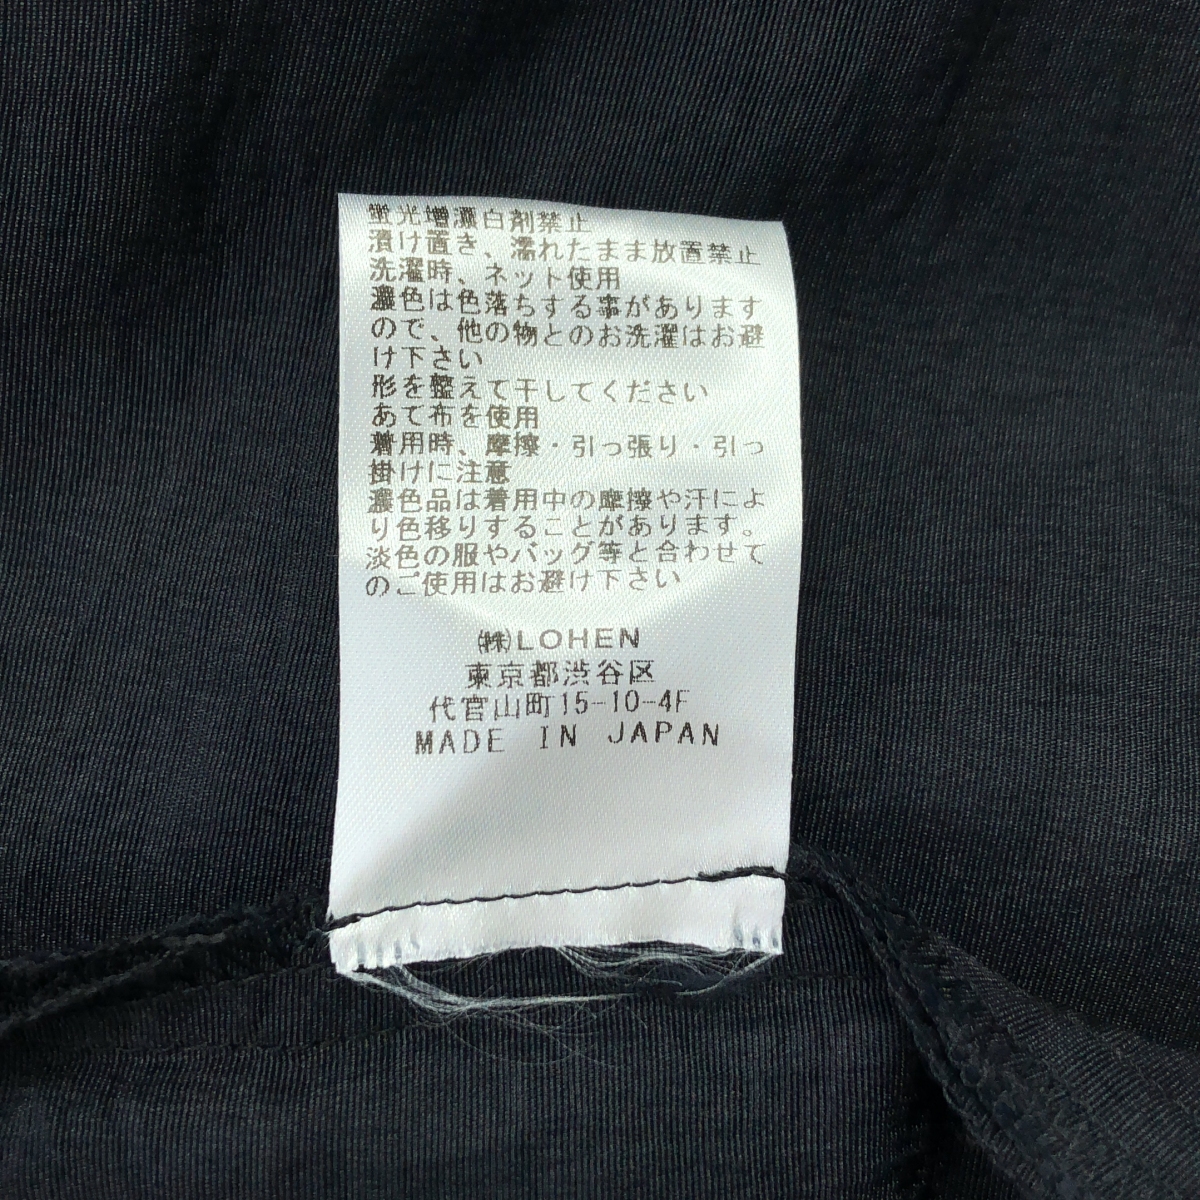 蛍光増濃白剤禁止
漬け置き、濡れたまま放置禁止
洗濯時、ネット使用
濃色は色落ちする事があります
ので、他の物とのお洗濯はお避
け下さい
形を整えて干してください
あて布を使用
着用時、摩擦・引っ張り・引っ
掛けに注意
濃色品は着用中の摩擦や汗によ
り色移りすることがあります。
淡色の服やバッグ等と合わせて
のご使用はお避け下さい
㈱LOHEN
東京都渋谷区
代官山町15-10-4F
MADE IN JAPAN